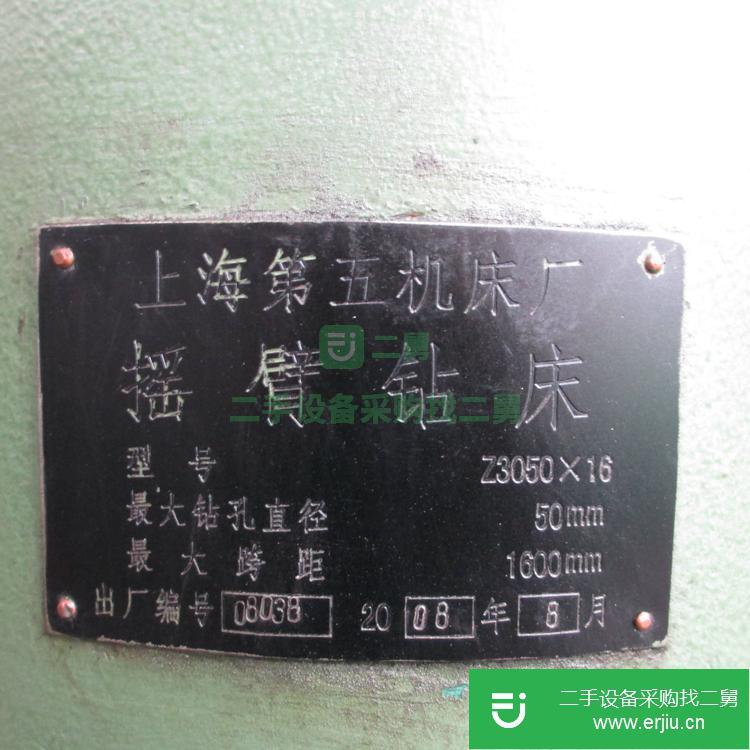 上海第五机床厂
二舅
摇臂钻床
二手设备采购找二舅
型号 Z3050×16
最大钻孔直径 50mm
最大跨距 1600mm
出厂编号 08038 2008年8月
二手设备采购找二舅
www.erjiu.cn